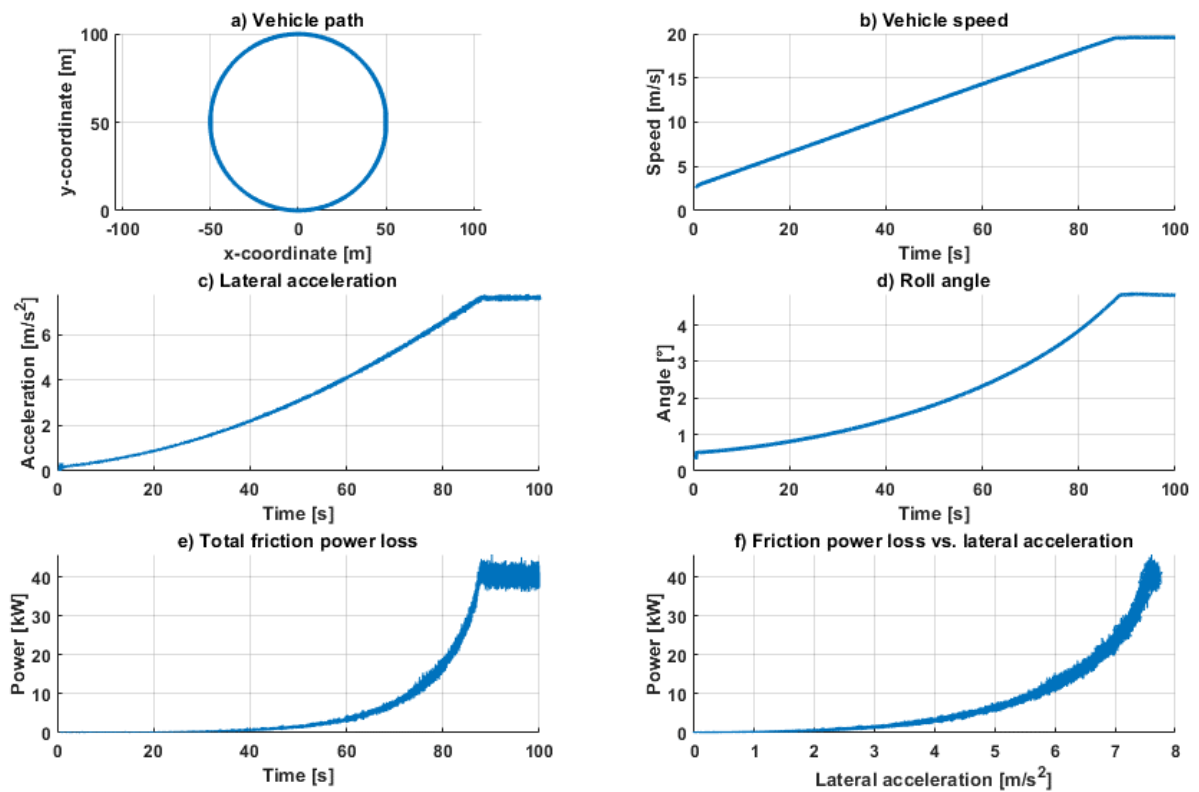 a) Vehicle path
y-coordinate [m]
100
50
0
-100 -50 0 50 100
x-coordinate [m]
b) Vehicle speed
Speed [m/s]
20
15
10
5
0
0 20 40 60 80 100
Time [s]
c) Lateral acceleration
Acceleration [m/s²]
6
4
2
0
0 20 40 60 80 100
Time [s]
d) Roll angle
Angle [°]
4
3
2
1
0
0 20 40 60 80 100
Time [s]
e) Total friction power loss
Power [kW]
40
30
20
10
0
0 20 40 60 80 100
Time [s]
f) Friction power loss vs. lateral acceleration
Power [kW]
40
30
20
10
0
0 1 2 3 4 5 6 7 8
Lateral acceleration [m/s²]